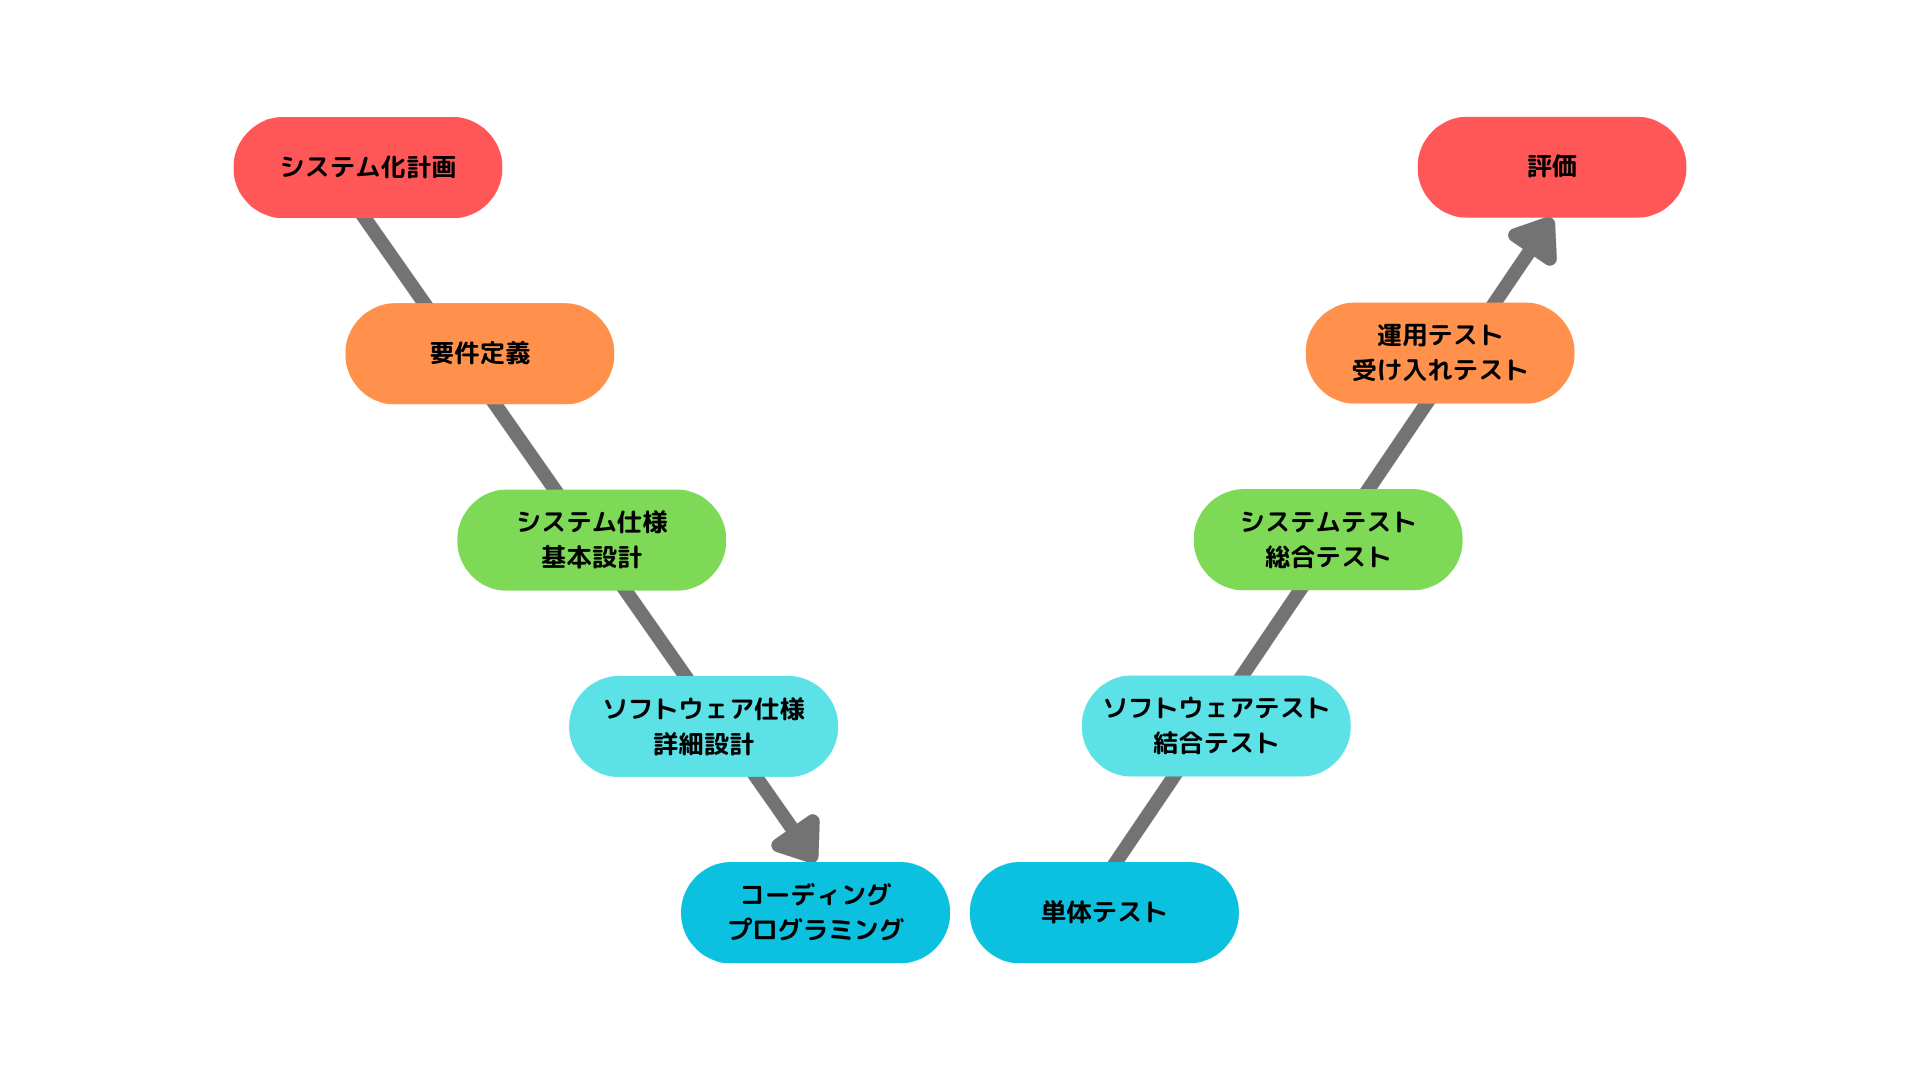 システム化計画
要件定義
システム仕様
基本設計
ソフトウェア仕様
詳細設計
コーディング
プログラミング
単体テスト
ソフトウェアテスト
結合テスト
システムテスト
総合テスト
運用テスト
受け入れテスト
評価